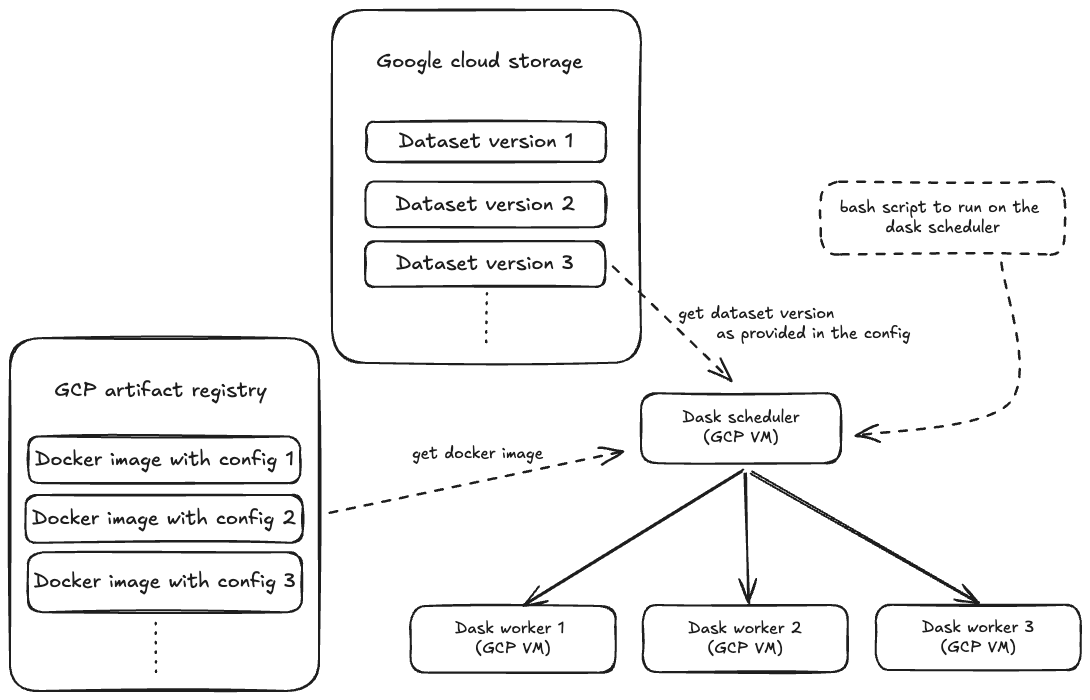 Google cloud storage
Dataset version 1
Dataset version 2
Dataset version 3
bash script to run on the
dask scheduler
get dataset version
as provided in the config
GCP artifact registry
Docker image with config 1
Docker image with config 2
Docker image with config 3
get docker image
Dask scheduler
(GCP VM)
Dask worker 1
(GCP VM)
Dask worker 2
(GCP VM)
Dask worker 3
(GCP VM)